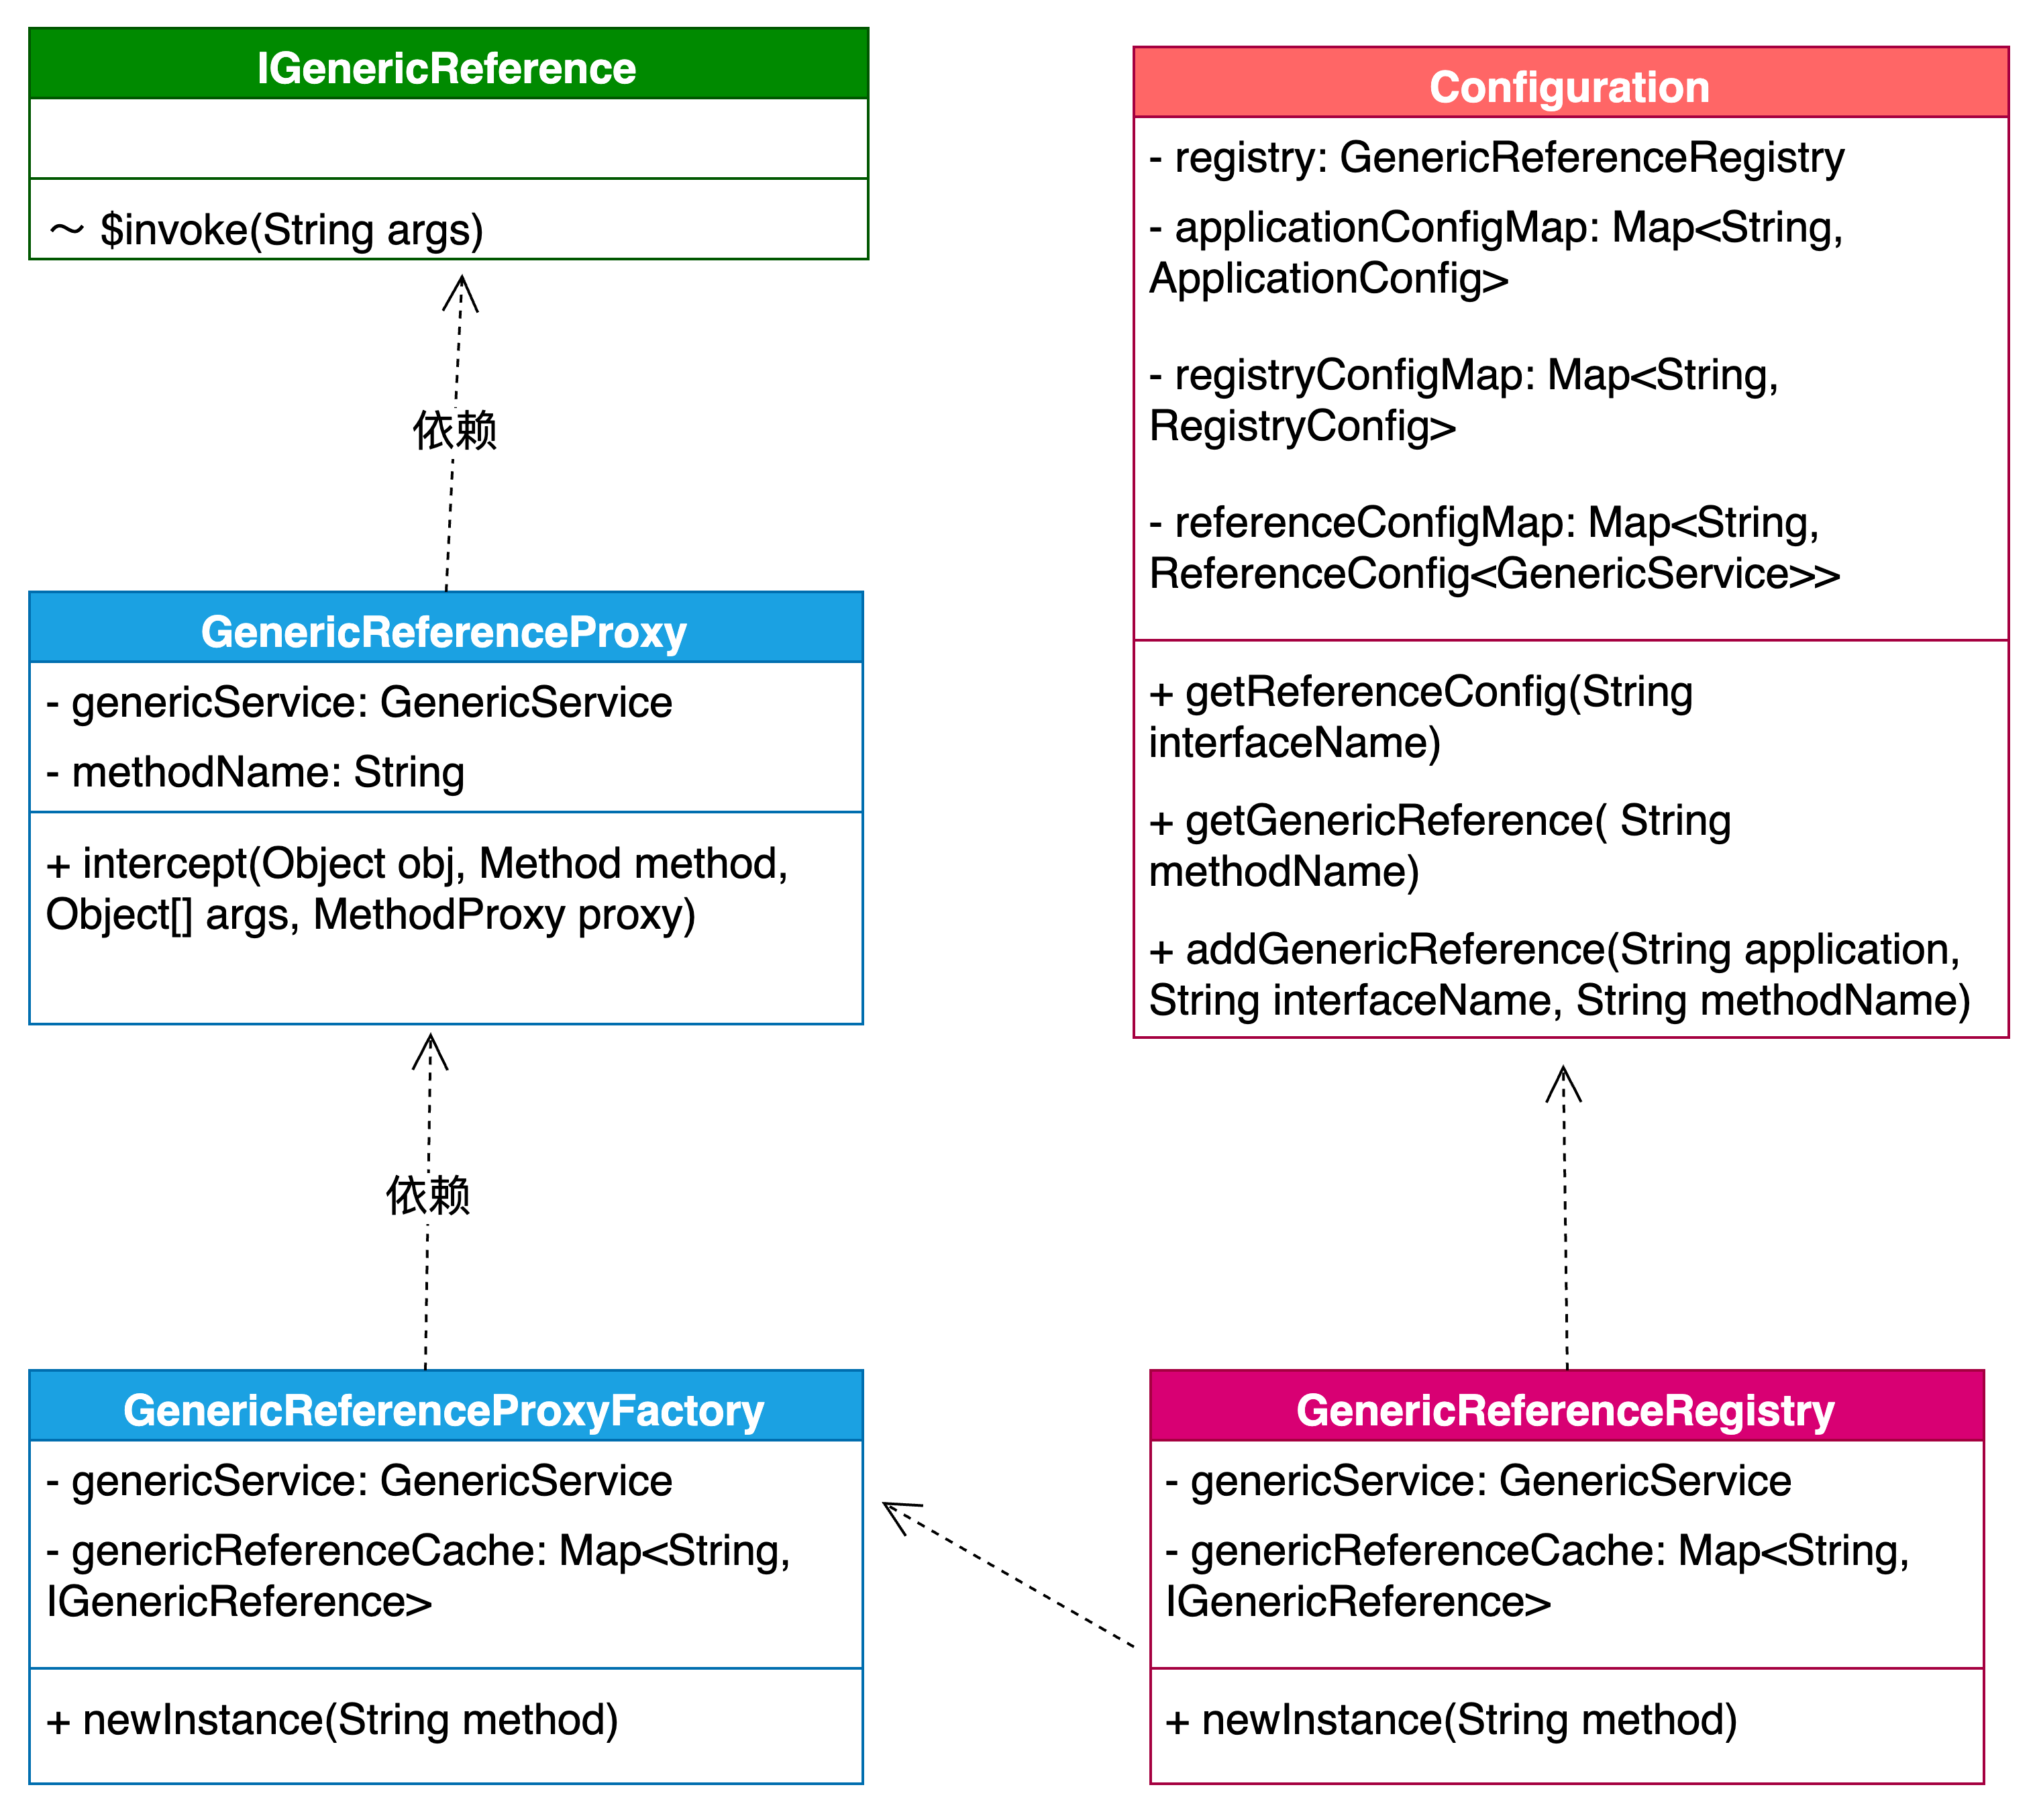 IGenericReference
～ $invoke(String args)
依赖
GenericReferenceProxy
- genericService: GenericService
- methodName: String
+ intercept(Object obj, Method method,
Object[] args, MethodProxy proxy)
依赖
GenericReferenceProxyFactory
- genericService: GenericService
- genericReferenceCache: Map<String,
IGenericReference>
+ newInstance(String method)
Configuration
- registry: GenericReferenceRegistry
- applicationConfigMap: Map<String,
ApplicationConfig>
- registryConfigMap: Map<String,
RegistryConfig>
- referenceConfigMap: Map<String,
ReferenceConfig<GenericService>>
+ getReferenceConfig(String
interfaceName)
+ getGenericReference( String
methodName)
+ addGenericReference(String application,
String interfaceName, String methodName)
GenericReferenceRegistry
- genericService: GenericService
- genericReferenceCache: Map<String,
IGenericReference>
+ newInstance(String method)